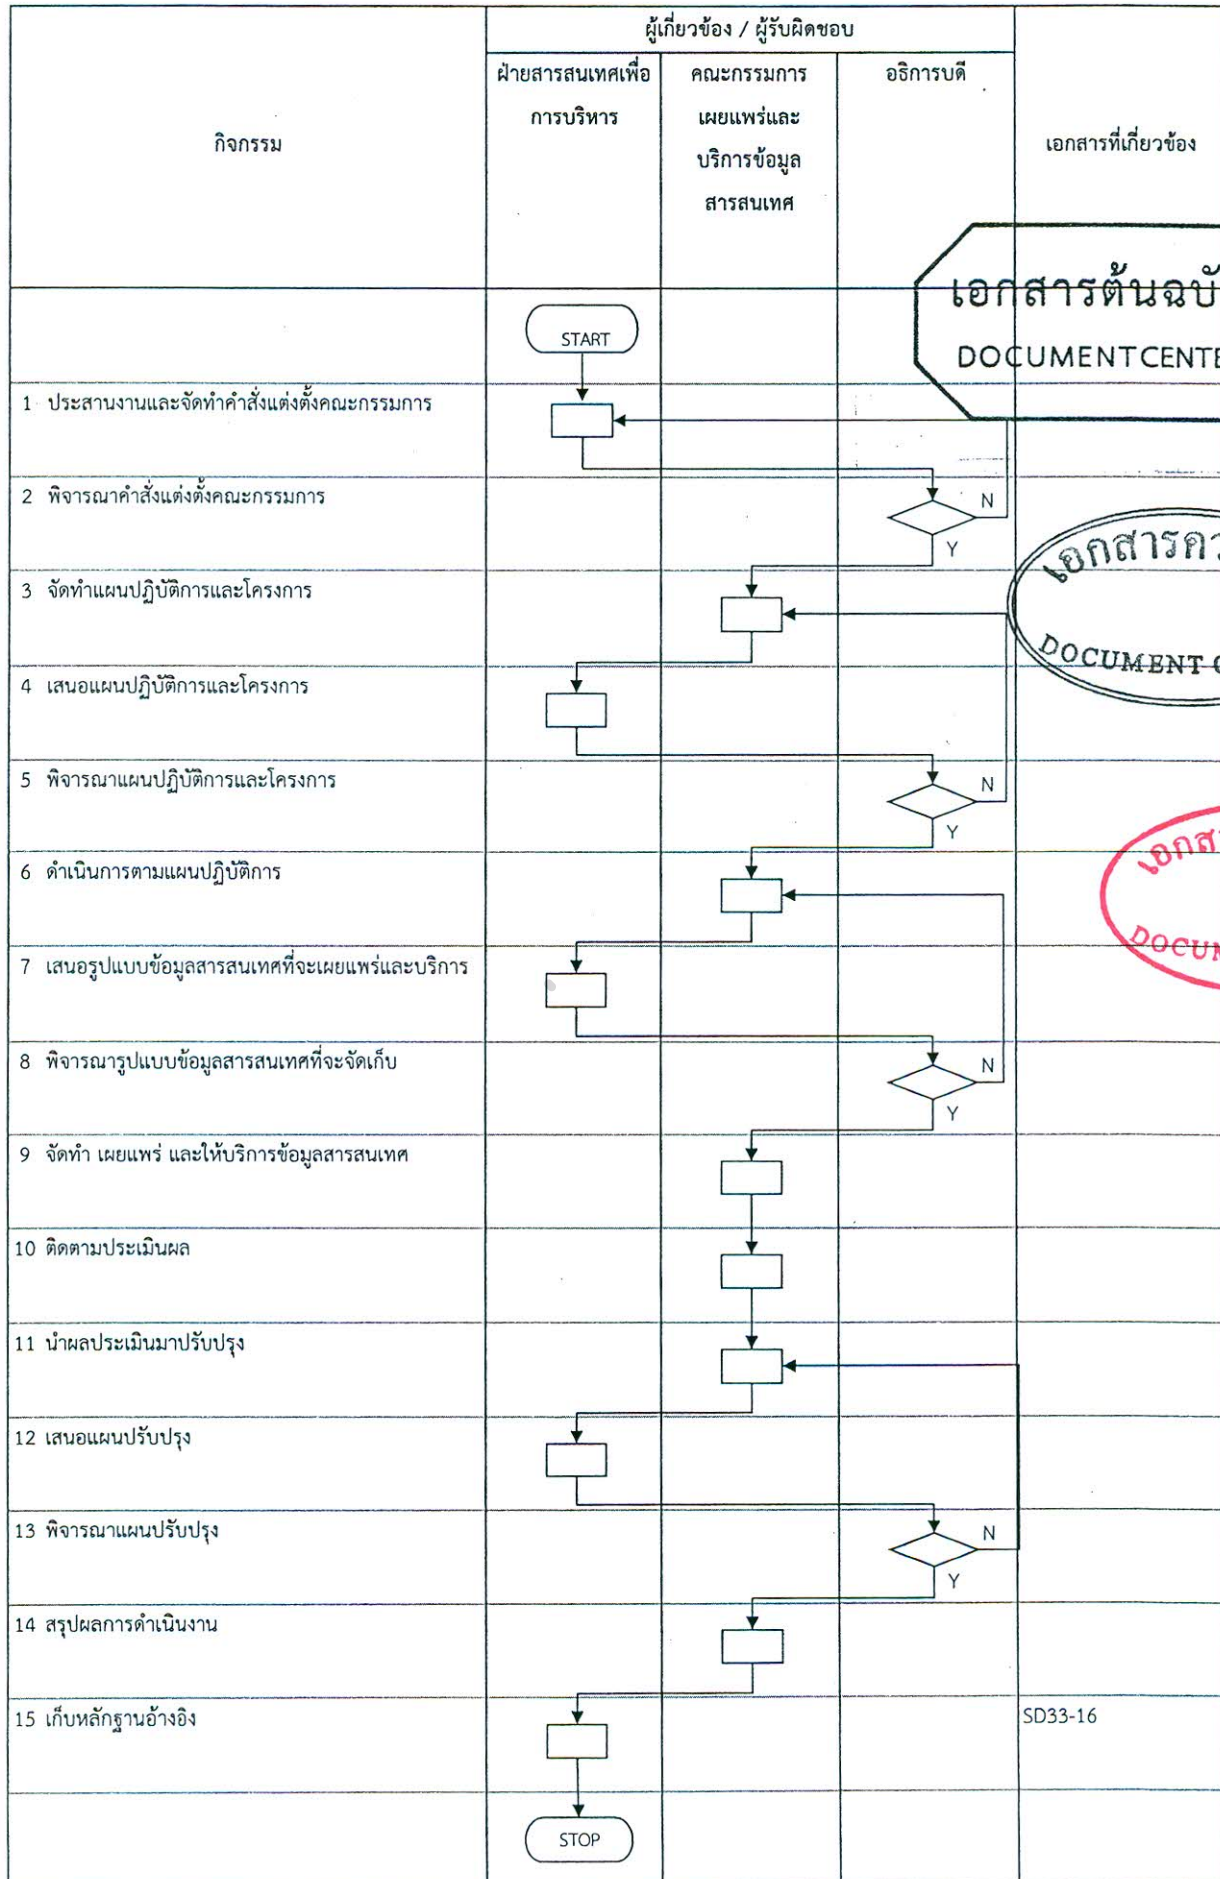 ผู้เกี่ยวข้อง / ผู้รับผิดชอบ
กิจกรรม
ฝ่ายสารสนเทศเพื่อ
การบริหาร
คณะกรรมการ
เผยแพร่และ
บริการข้อมูล
สารสนเทศ
อธิการบดี
เอกสารที่เกี่ยวข้อง
เอกสารต้นฉบั
DOCUMENT CENTE
START
1 ประสานงานและจัดทำคำสั่งแต่งตั้งคณะกรรมการ
2 พิจารณาคำสั่งแต่งตั้งคณะกรรมการ
N
Y
เอกสารคว
DOCUMENT C
3 จัดทำแผนปฏิบัติการและโครงการ
4 เสนอแผนปฏิบัติการและโครงการ
5 พิจารณาแผนปฏิบัติการและโครงการ
N
Y
เอกส
DOCUM
6 ดำเนินการตามแผนปฏิบัติการ
7 เสนอรูปแบบข้อมูลสารสนเทศที่จะเผยแพร่และบริการ
8 พิจารณารูปแบบข้อมูลสารสนเทศที่จะจัดเก็บ
N
Y
9 จัดทำ เผยแพร่ และให้บริการข้อมูลสารสนเทศ
10 ติดตามประเมินผล
11 นำผลประเมินมาปรับปรุง
12 เสนอแผนปรับปรุง
13 พิจารณาแผนปรับปรุง
N
Y
14 สรุปผลการดำเนินงาน
15 เก็บหลักฐานอ้างอิง
SD33-16
STOP